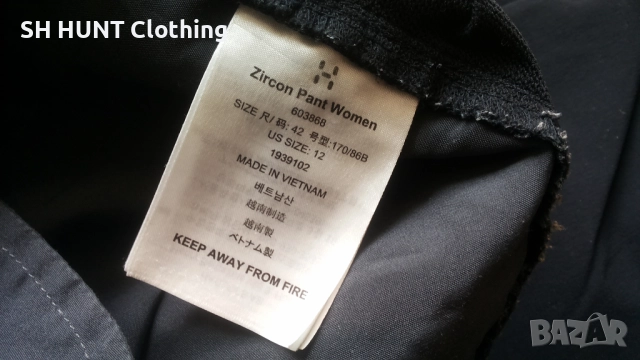 SH HUNT Clothing
Zircon Pant Women
603868
SIZE 尺/码: 42 号型:170/86B
US SIZE: 12
1939102
MADE IN VIETNAM
베트남산
越南制造
越南製
ベトナム製
KEEP AWAY FROM FIRE
BAZAR